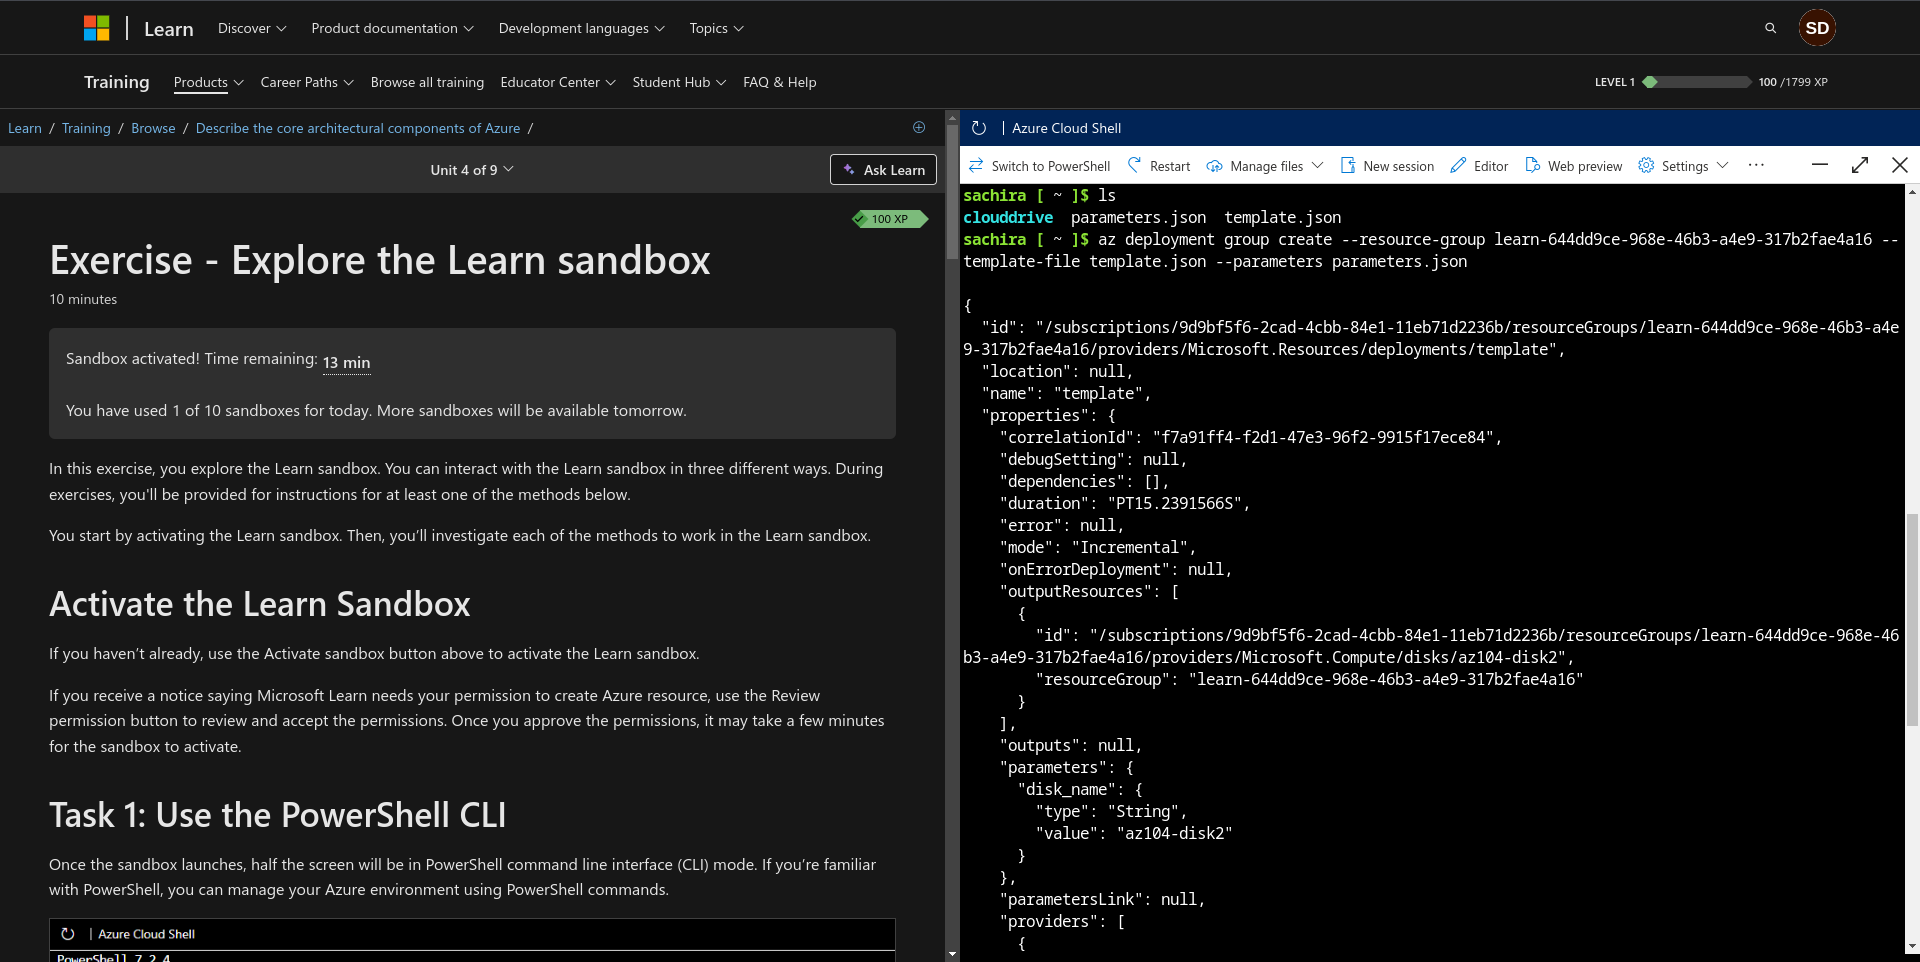 Learn Discover Product documentation Development languages Topics SD
Training Products Career Paths Browse all training Educator Center Student Hub FAQ & Help LEVEL 1 100 /1799 XP
Learn / Training / Browse / Describe the core architectural components of Azure /
Unit 4 of 9 Ask Learn
100 XP
Exercise - Explore the Learn sandbox
10 minutes
Sandbox activated! Time remaining: 13 min
You have used 1 of 10 sandboxes for today. More sandboxes will be available tomorrow.
In this exercise, you explore the Learn sandbox. You can interact with the Learn sandbox in three different ways. During
exercises, you'll be provided for instructions for at least one of the methods below.
You start by activating the Learn sandbox. Then, you’ll investigate each of the methods to work in the Learn sandbox.
Activate the Learn Sandbox
If you haven’t already, use the Activate sandbox button above to activate the Learn sandbox.
If you receive a notice saying Microsoft Learn needs your permission to create Azure resource, use the Review
permission button to review and accept the permissions. Once you approve the permissions, it may take a few minutes
for the sandbox to activate.
Task 1: Use the PowerShell CLI
Once the sandbox launches, half the screen will be in PowerShell command line interface (CLI) mode. If you’re familiar
with PowerShell, you can manage your Azure environment using PowerShell commands.
| Azure Cloud Shell
PowerShell 7.2.4
| Azure Cloud Shell
Switch to PowerShell Restart Manage files New session Editor Web preview Settings ···
sachira [ ~ ]$ ls
clouddrive parameters.json template.json
sachira [ ~ ]$ az deployment group create --resource-group learn-644dd9ce-968e-46b3-a4e9-317b2fae4a16 --
template-file template.json --parameters parameters.json
{
"id": "/subscriptions/9d9bf5f6-2cad-4cbb-84e1-11eb71d2236b/resourceGroups/learn-644dd9ce-968e-46b3-a4e
9-317b2fae4a16/providers/Microsoft.Resources/deployments/template",
"location": null,
"name": "template",
"properties": {
"correlationId": "f7a91ff4-f2d1-47e3-96f2-9915f17ece84",
"debugSetting": null,
"dependencies": [],
"duration": "PT15.2391566S",
"error": null,
"mode": "Incremental",
"onErrorDeployment": null,
"outputResources": [
{
"id": "/subscriptions/9d9bf5f6-2cad-4cbb-84e1-11eb71d2236b/resourceGroups/learn-644dd9ce-968e-46
b3-a4e9-317b2fae4a16/providers/Microsoft.Compute/disks/az104-disk2",
"resourceGroup": "learn-644dd9ce-968e-46b3-a4e9-317b2fae4a16"
}
],
"outputs": null,
"parameters": {
"disk_name": {
"type": "String",
"value": "az104-disk2"
}
},
"parametersLink": null,
"providers": [
{